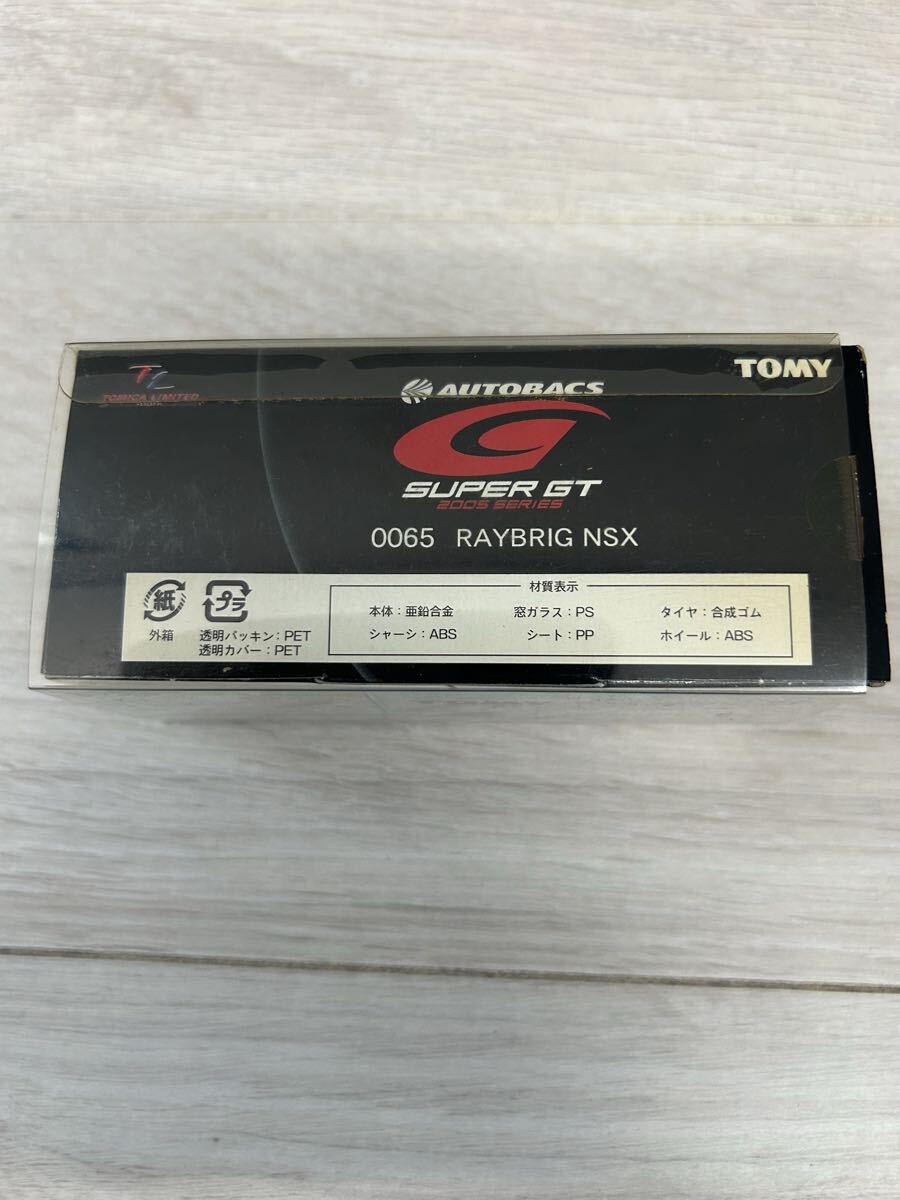 TL
TOMICA LIMITED
TOMY
AUTOBACS
SUPER GT
2005 SERIES
0065 RAYBRIG NSX
紙
外箱
プラ
透明パッキン:PET
透明カバー:PET
材質表示
本体:亜鉛合金 窓ガラス:PS タイヤ:合成ゴム
シャーシ:ABS シート:PP ホイール:ABS